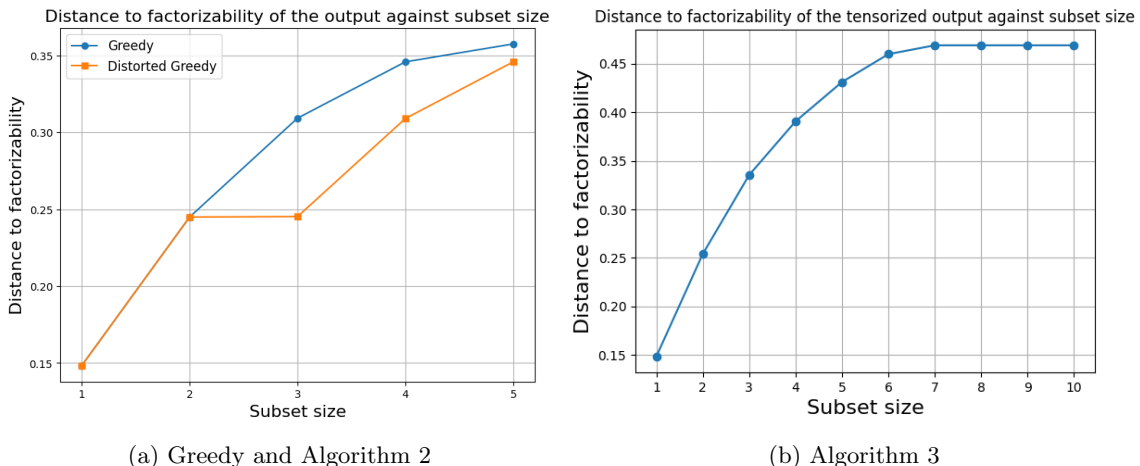 Distance to factorizability of the output against subset size
Greedy
Distorted Greedy
Distance to factorizability
0.35
0.30
0.25
0.20
0.15
1 2 3 4 5
Subset size
(a) Greedy and Algorithm 2
Distance to factorizability of the tensorized output against subset size
Distance to factorizability
0.45
0.40
0.35
0.30
0.25
0.20
0.15
1 2 3 4 5 6 7 8 9 10
Subset size
(b) Algorithm 3